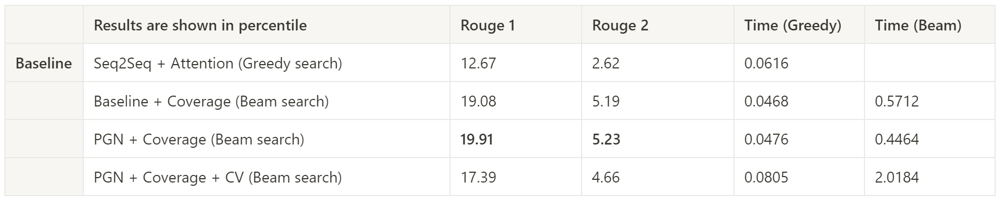 Results are shown in percentile Rouge 1 Rouge 2 Time (Greedy) Time (Beam)
Baseline Seq2Seq + Attention (Greedy search) 12.67 2.62 0.0616
Baseline + Coverage (Beam search) 19.08 5.19 0.0468 0.5712
PGN + Coverage (Beam search) 19.91 5.23 0.0476 0.4464
PGN + Coverage + CV (Beam search) 17.39 4.66 0.0805 2.0184